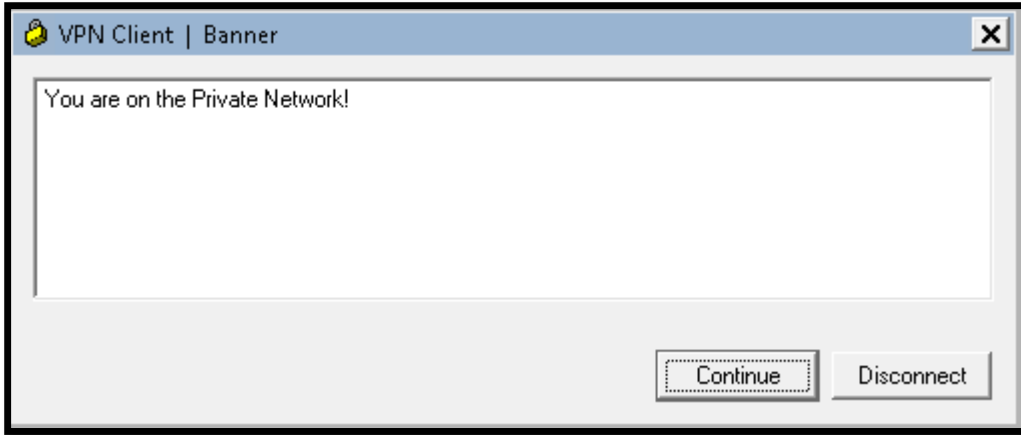 VPN Client | Banner
You are on the Private Network!
Continue
Disconnect